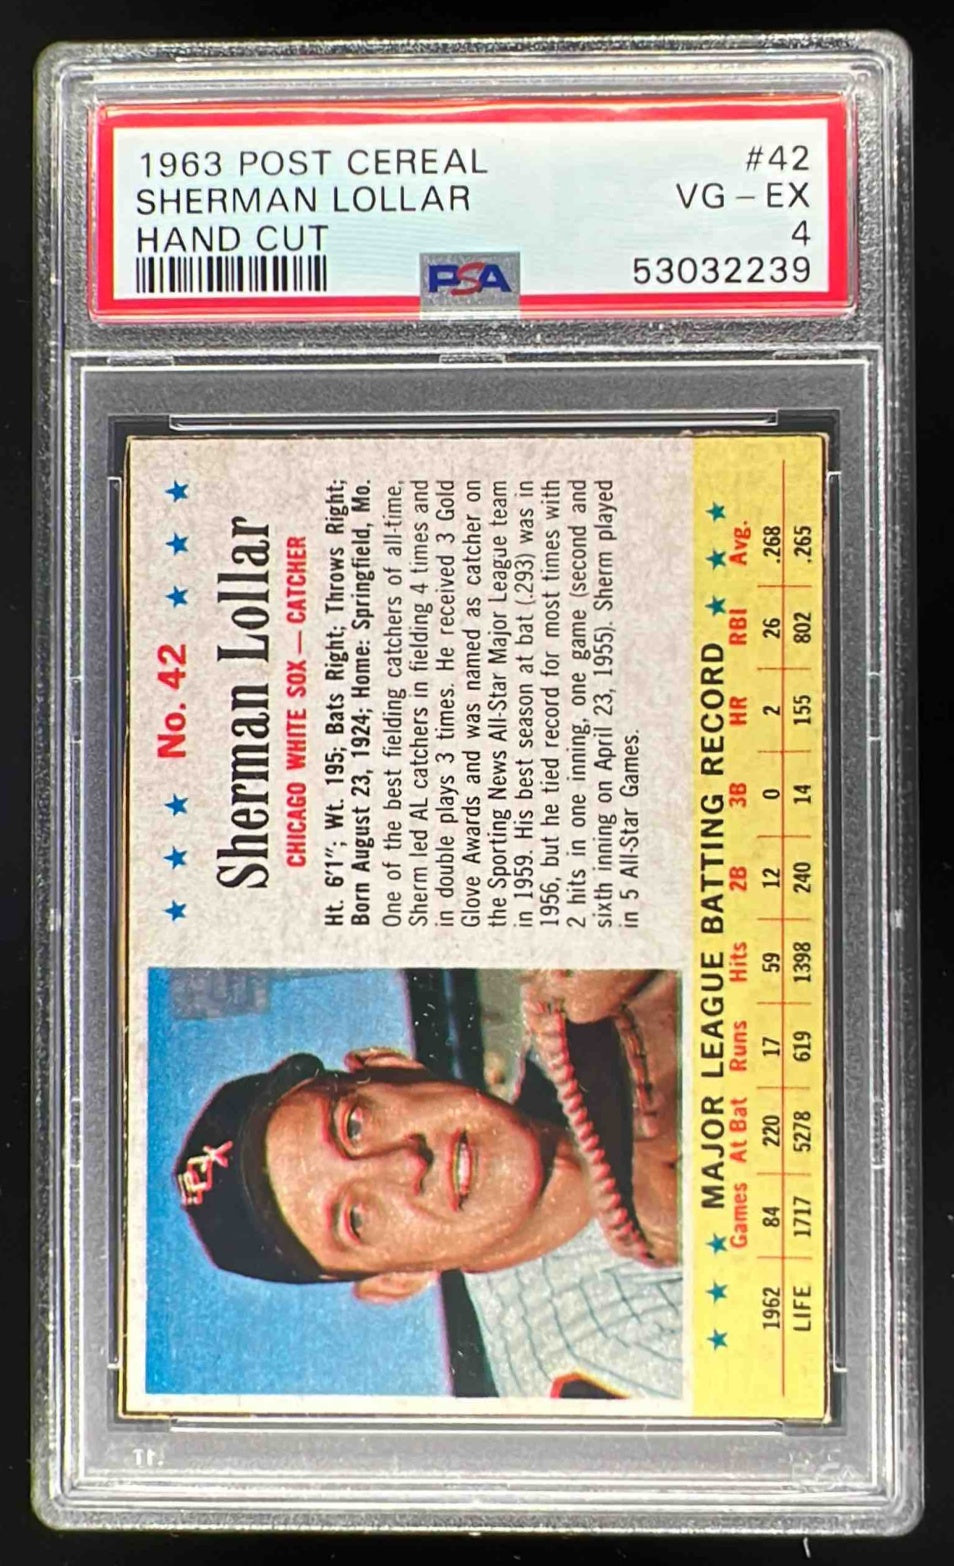 1963 POST CEREAL #42
SHERMAN LOLLAR VG – EX
HAND CUT 4
PSA 53032239
★ ★ ★ No. 42 ★ ★ ★
Sherman Lollar
CHICAGO WHITE SOX — CATCHER
Ht. 6'1"; Wt. 195; Bats Right; Throws Right;
Born August 23, 1924; Home: Springfield, Mo.
One of the best fielding catchers of all-time,
Sherm led AL catchers in fielding 4 times and
in double plays 3 times. He received 3 Gold
Glove Awards and was named as catcher on
the Sporting News All-Star Major League team
in 1959. His best season at bat (.293) was in
1956, but he tied record for most times with
2 hits in one inning, one game (second and
sixth inning on April 23, 1955). Sherm played
in 5 All-Star Games.
★ ★ ★ MAJOR LEAGUE BATTING RECORD ★ ★ ★
Games At Bat Runs Hits 2B 3B HR RBI Avg.
1962 84 220 17 59 12 0 2 26 .268
LIFE 1717 5278 619 1398 240 14 155 802 .265